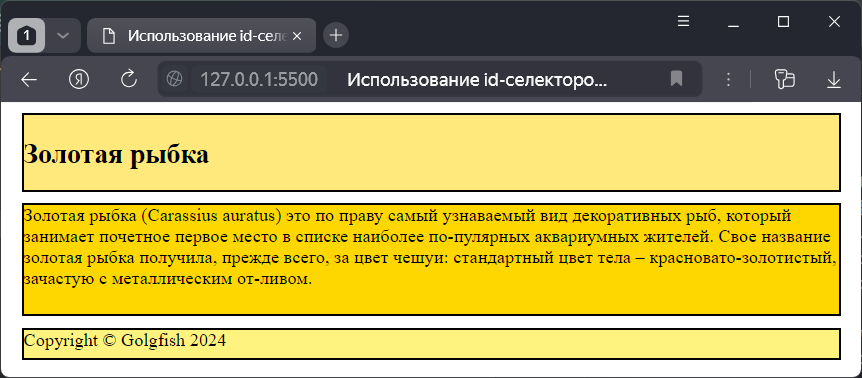 1
Использование id-селе
127.0.0.1:5500 Использование id-селекторо...
Золотая рыбка
Золотая рыбка (Carassius auratus) это по праву самый узнаваемый вид декоративных рыб, который
занимает почетное первое место в списке наиболее по-пулярных аквариумных жителей. Свое название
золотая рыбка получила, прежде всего, за цвет чешуи: стандартный цвет тела – красновато-золотистый,
зачастую с металлическим от-ливом.
Copyright © Golgfish 2024